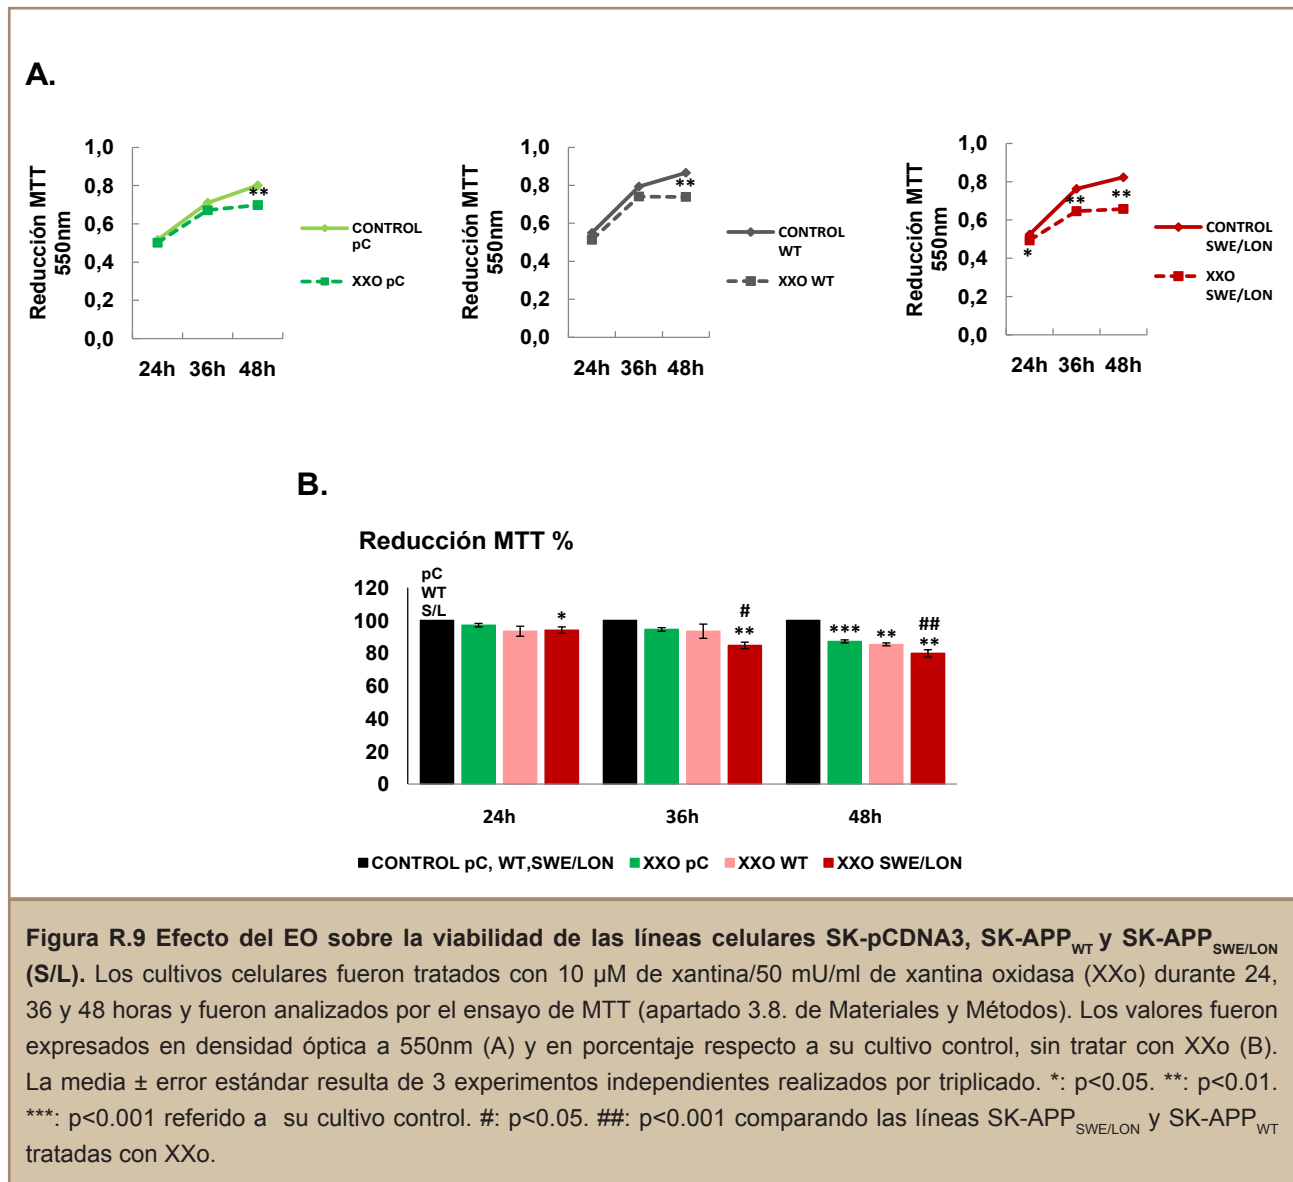 A.
1,0
0,8
0,6
0,4
0,2
0,0
Reducción MTT
550nm
**
24h 36h 48h
CONTROL
pC
XXO pC
1,0
0,8
0,6
0,4
0,2
0,0
Reducción MTT
550nm
**
24h 36h 48h
CONTROL
WT
XXO WT
1,0
0,8
0,6
0,4
0,2
0,0
Reducción MTT
550nm
*
**
**
24h 36h 48h
CONTROL
SWE/LON
XXO
SWE/LON
B.
Reducción MTT %
120
100
80
60
40
20
0
pC
WT
S/L
*
#
**
***
**
##
**
24h
36h
48h
CONTROL pC, WT,SWE/LON XXO pC XXO WT XXO SWE/LON
Figura R.9 Efecto del EO sobre la viabilidad de las líneas celulares SK-pCDNA3, SK-APPWT y SK-APPSWE/LON
(S/L). Los cultivos celulares fueron tratados con 10 µM de xantina/50 mU/ml de xantina oxidasa (XXo) durante 24,
36 y 48 horas y fueron analizados por el ensayo de MTT (apartado 3.8. de Materiales y Métodos). Los valores fueron
expresados en densidad óptica a 550nm (A) y en porcentaje respecto a su cultivo control, sin tratar con XXo (B).
La media ± error estándar resulta de 3 experimentos independientes realizados por triplicado. *: p<0.05. **: p<0.01.
***: p<0.001 referido a su cultivo control. #: p<0.05. ##: p<0.001 comparando las líneas SK-APPSWE/LON y SK-APPWT
tratadas con XXo.